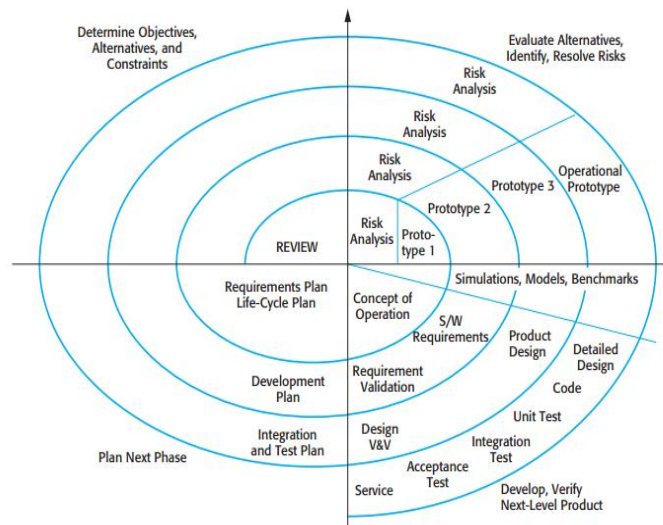 Determine Objectives,
Alternatives, and
Constraints
Evaluate Alternatives,
Identify, Resolve Risks
Risk
Analysis
Risk
Analysis
Risk
Analysis
Operational
Prototype
Prototype 3
Prototype 2
Risk
Analysis
Proto-
type 1
REVIEW
Requirements Plan
Life-Cycle Plan
Concept of
Operation
Simulations, Models, Benchmarks
S/W
Requirements
Product
Design
Detailed
Design
Development
Plan
Requirement
Validation
Code
Unit Test
Integration
and Test Plan
Design
V&V
Integration
Test
Plan Next Phase
Acceptance
Test
Service
Develop, Verify
Next-Level Product